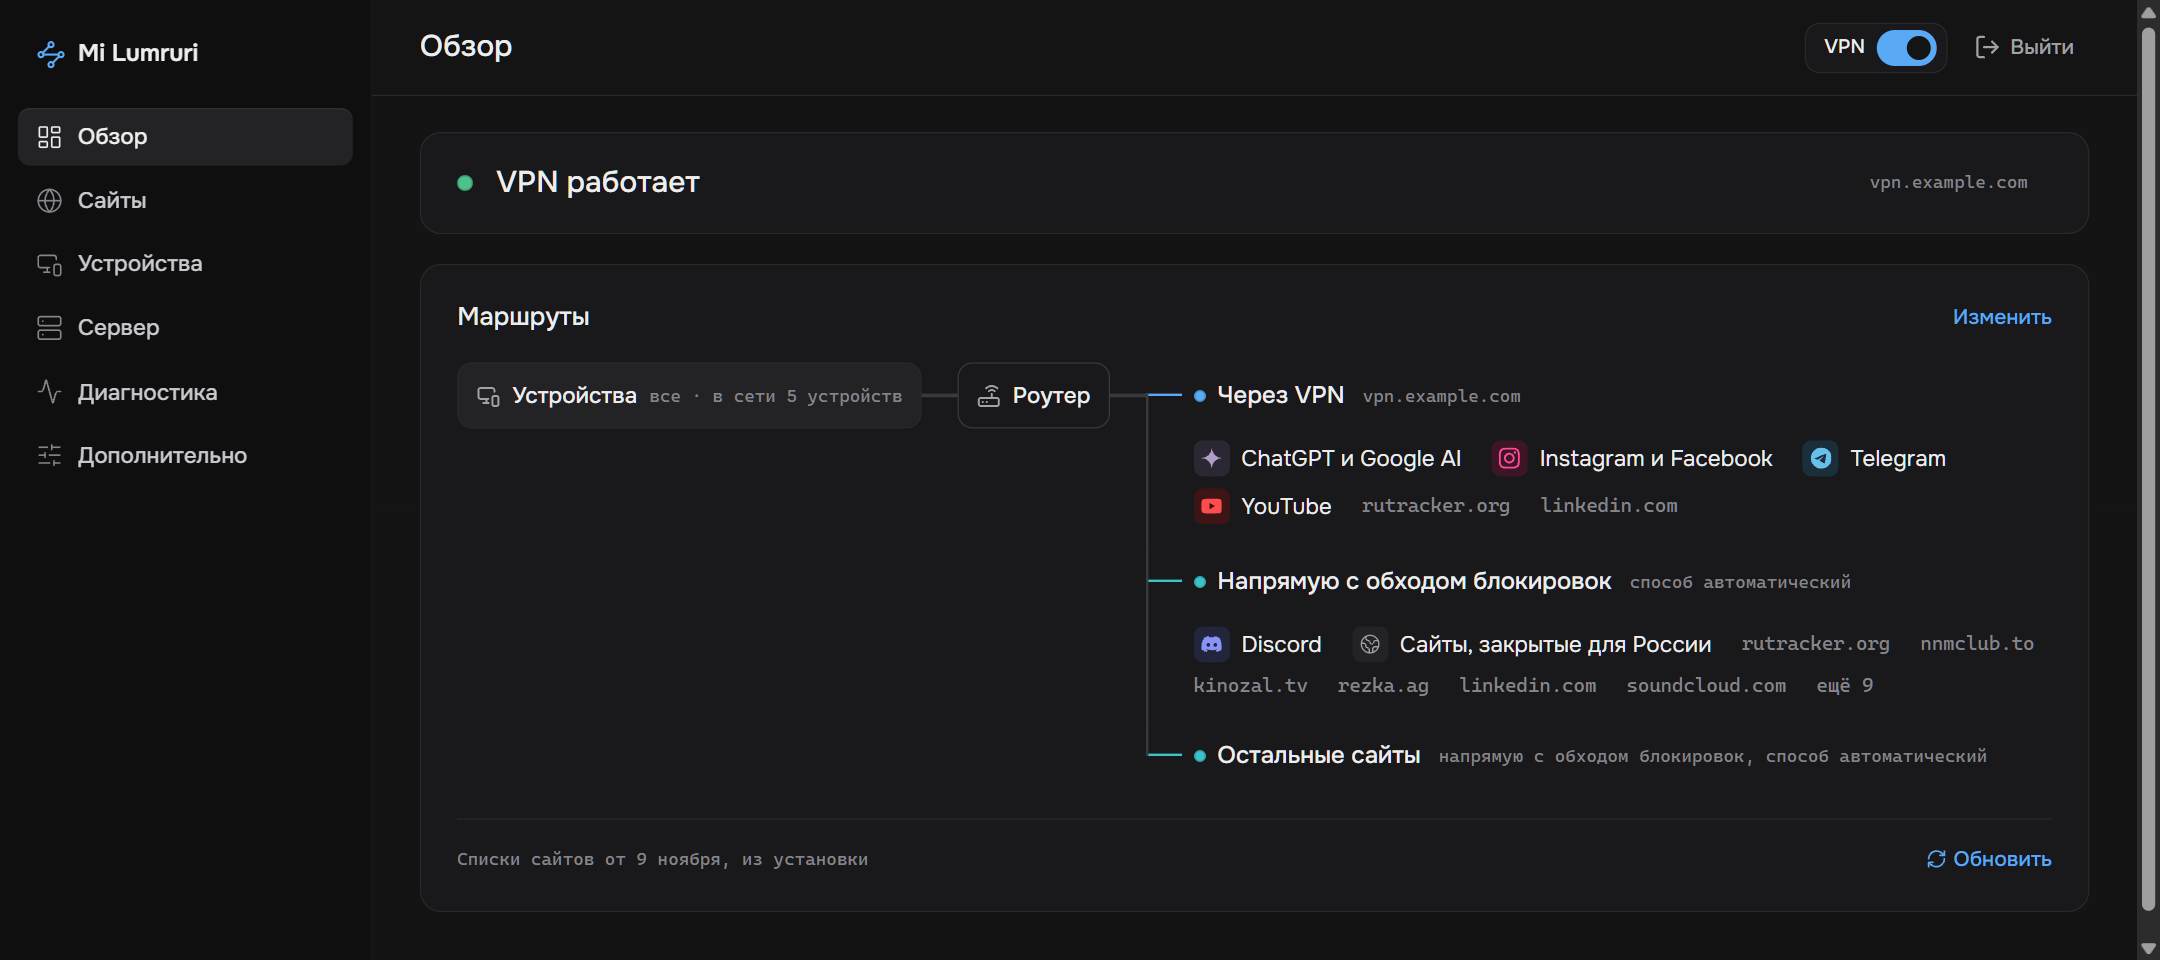 Mi Lumruri
Обзор
Сайты
Устройства
Сервер
Диагностика
Дополнительно
Обзор
VPN
Выйти
VPN работает
vpn.example.com
Маршруты
Изменить
Устройства все · в сети 5 устройств
Роутер
Через VPN vpn.example.com
ChatGPT и Google AI Instagram и Facebook Telegram
YouTube rutracker.org linkedin.com
Напрямую с обходом блокировок способ автоматический
Discord Сайты, закрытые для России rutracker.org nnmclub.to
kinozal.tv rezka.ag linkedin.com soundcloud.com ещё 9
Остальные сайты напрямую с обходом блокировок, способ автоматический
Списки сайтов от 9 ноября, из установки
Обновить